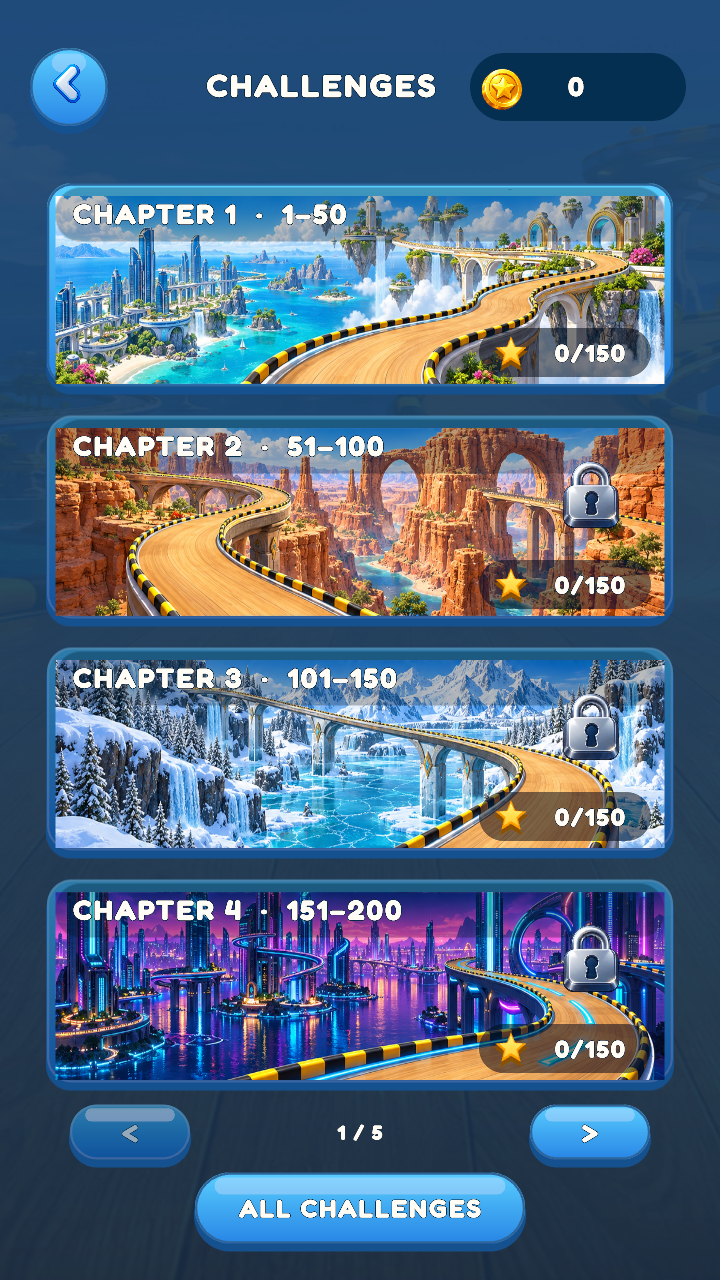 CHALLENGES
0
CHAPTER 1 · 1–50
0/150
CHAPTER 2 · 51–100
0/150
CHAPTER 3 · 101–150
0/150
CHAPTER 4 · 151–200
0/150
< 1 / 5 >
ALL CHALLENGES